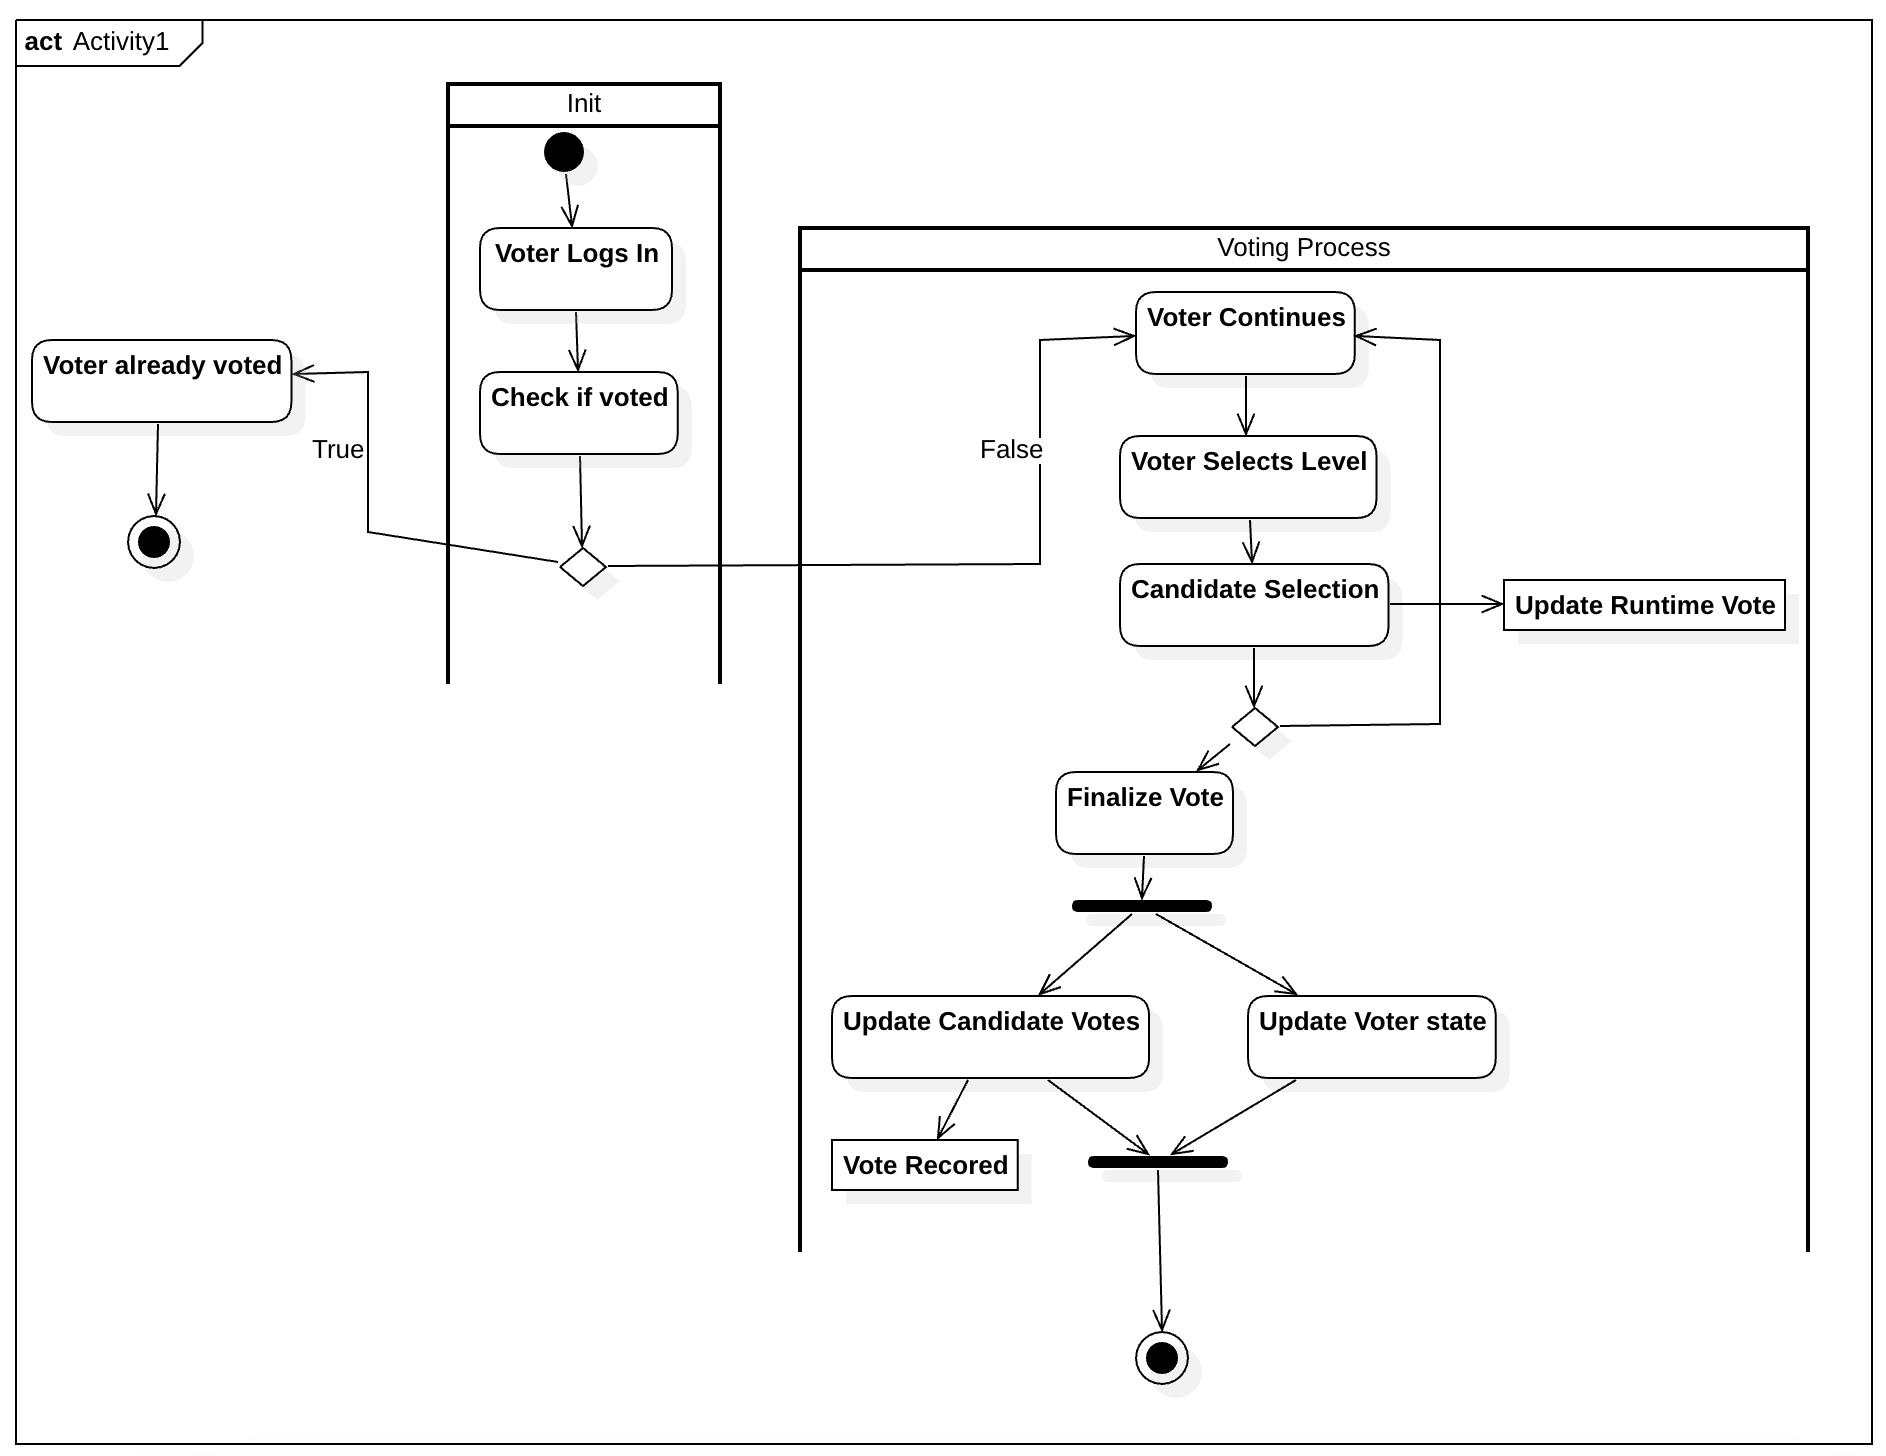 act Activity1
Init
Voter Logs In
Voting Process
Voter Continues
Voter already voted
Check if voted
True
False
Voter Selects Level
Candidate Selection
Update Runtime Vote
Finalize Vote
Update Candidate Votes
Update Voter state
Vote Recored